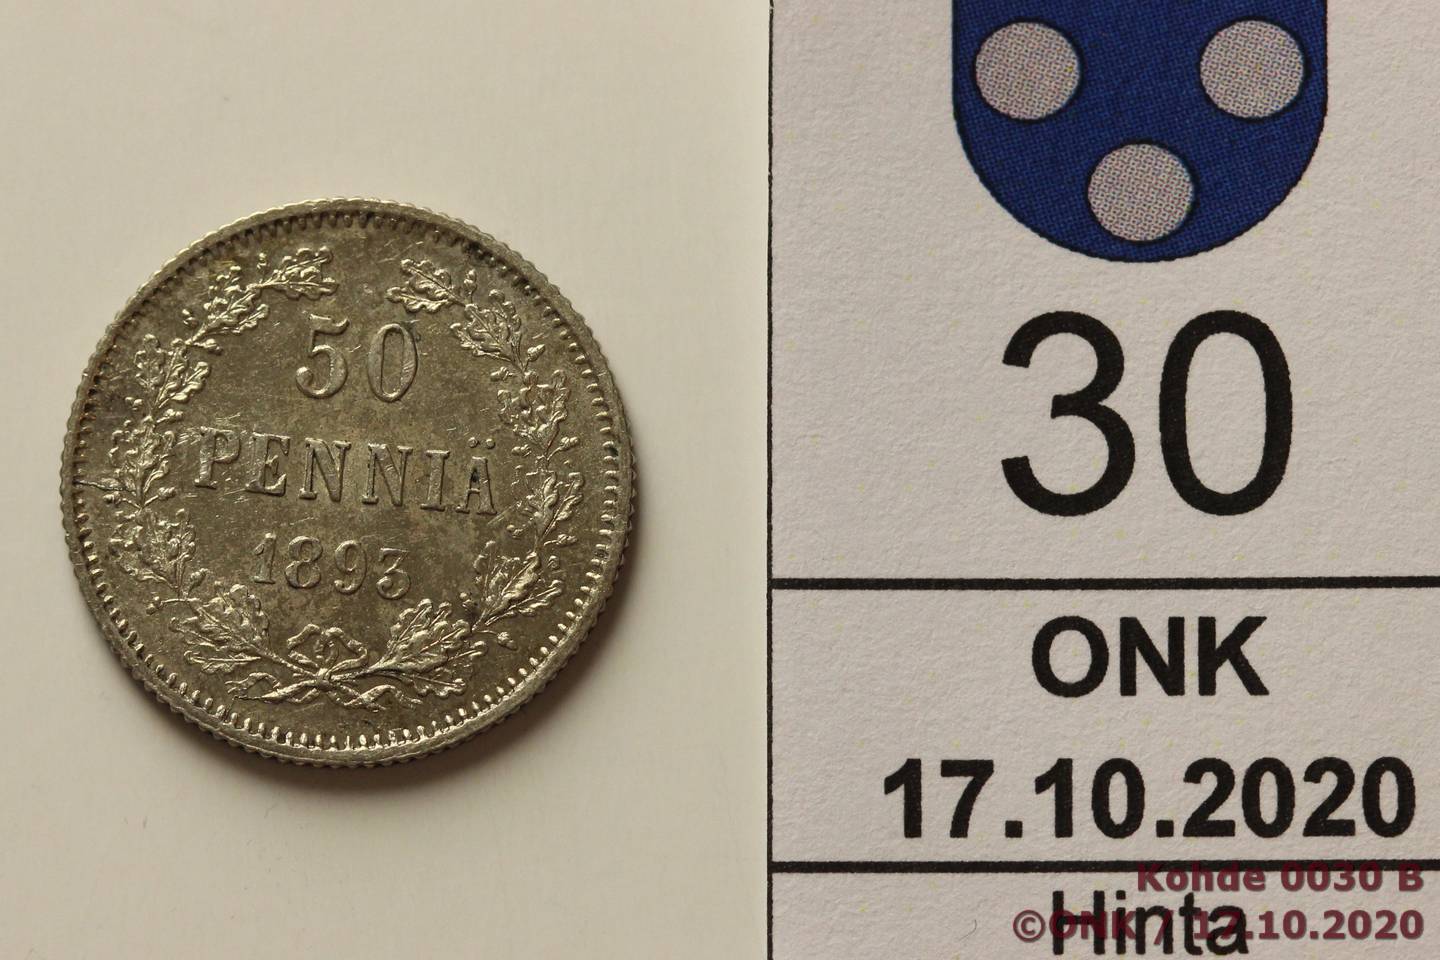 50
PENNIÄ
1893
30
ONK
17.10.2020
Hinta
Kohde 0030 B
©ONK / 17.10.2020